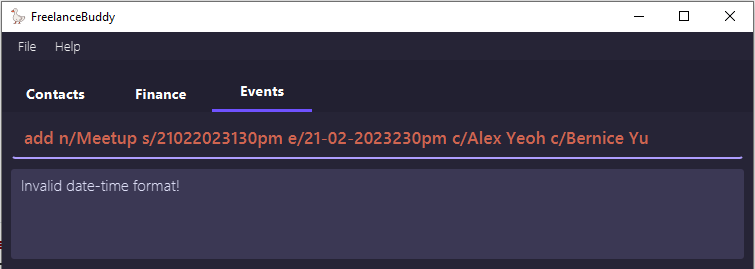 FreelanceBuddy
File Help
Contacts Finance Events
add n/Meetup s/21022023130pm e/21-02-2023230pm c/Alex Yeoh c/Bernice Yu
Invalid date-time format!